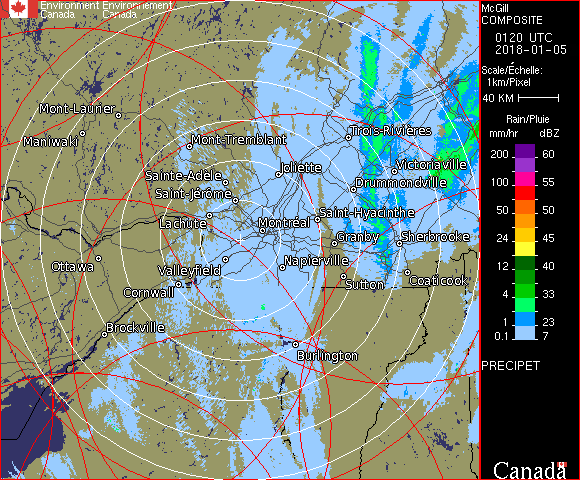 Environment Environnement
Canada Canada
McGill
COMPOSITE
0120 UTC
2018-01-05
Scale/Échelle:
1km/Pixel
40 KM
Rain/Pluie
mm/hr dBZ
200 60
100 55
50 50
50 45
24 30
12 40
4 33
1 23
0.1 7
PRECIPET
Canada
Mont-Laurier
Maniwaki
Mont-Tremblant
Trois-Rivières
Joliette
Victoriaville
Sainte-Adèle
Drummondville
Saint-Jérôme
Lachute
Montréal
Saint-Hyacinthe
Granby
Sherbrooke
Ottawa
Valleyfield
Napierville
Cornwall
Sutton
Coaticook
Brockville
Burlington